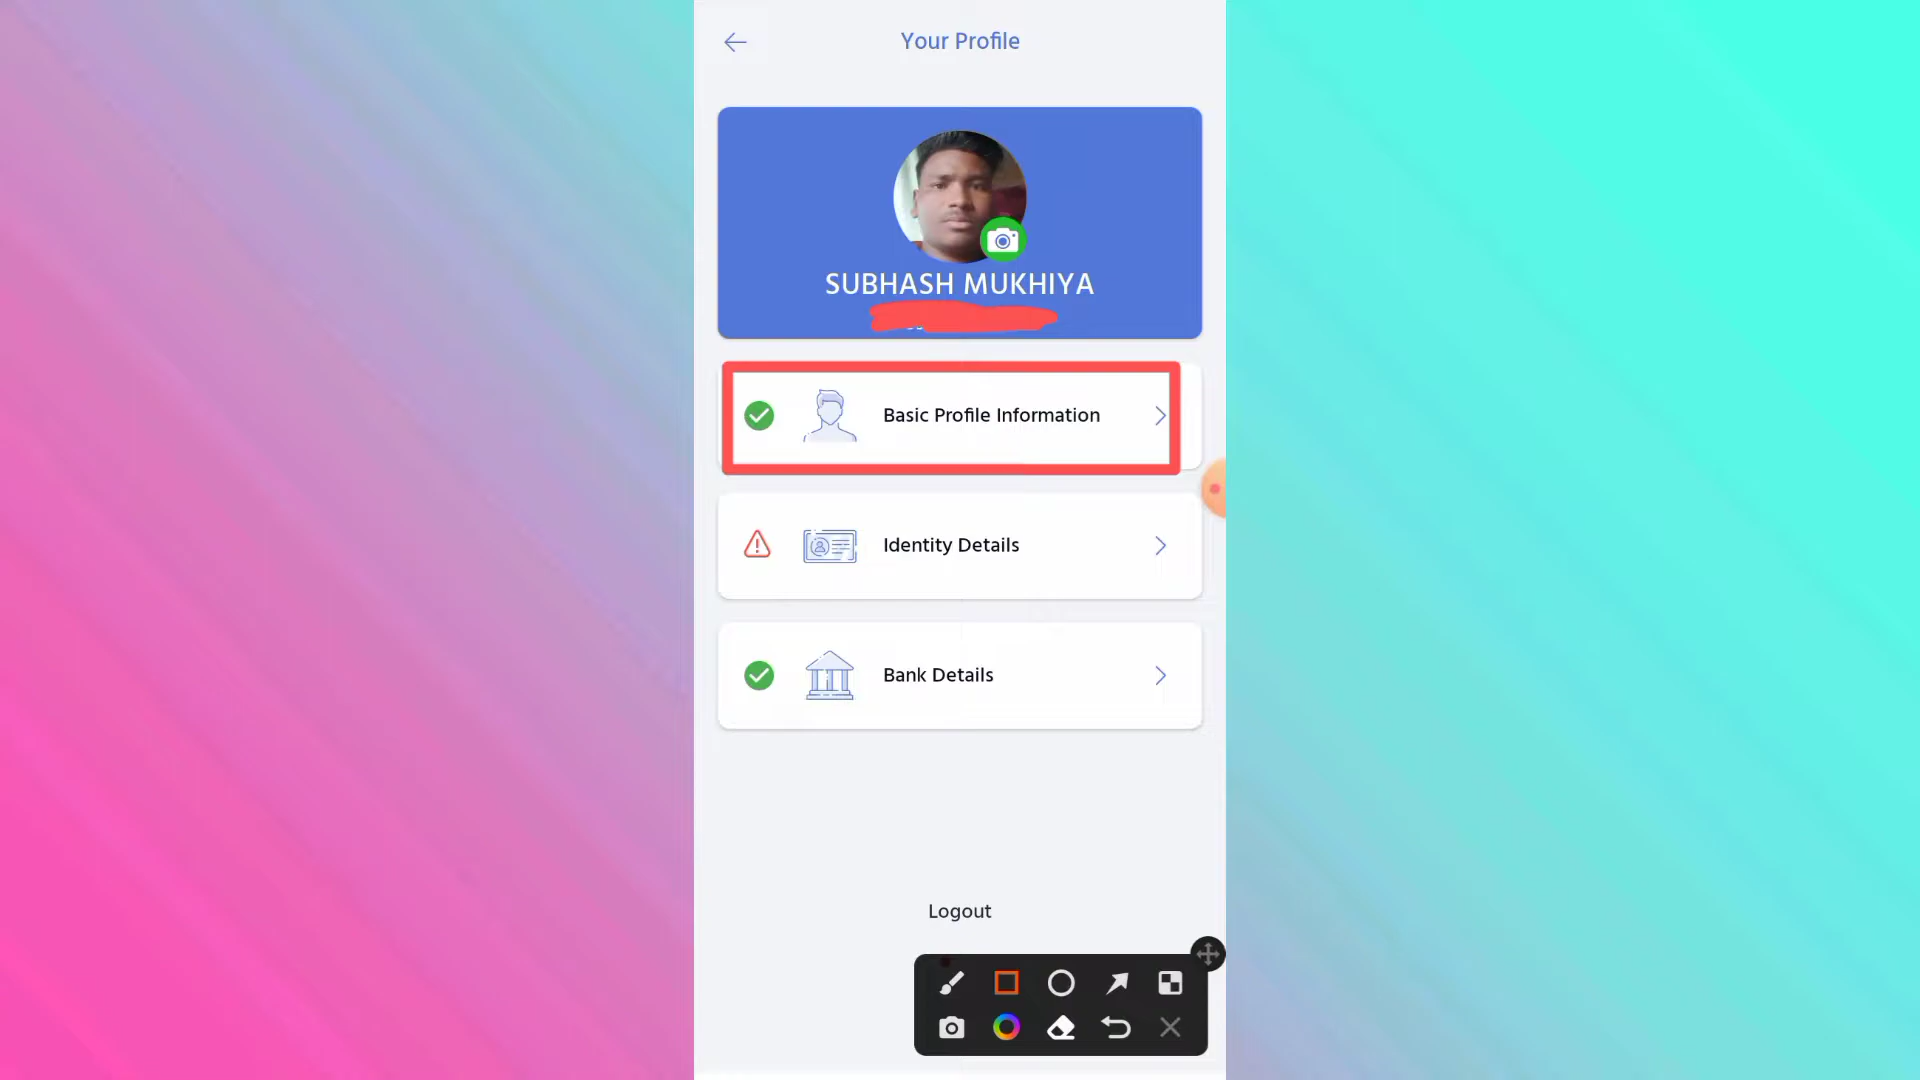 Your Profile
SUBHASH MUKHIYA
Basic Profile Information
Identity Details
Bank Details
Logout